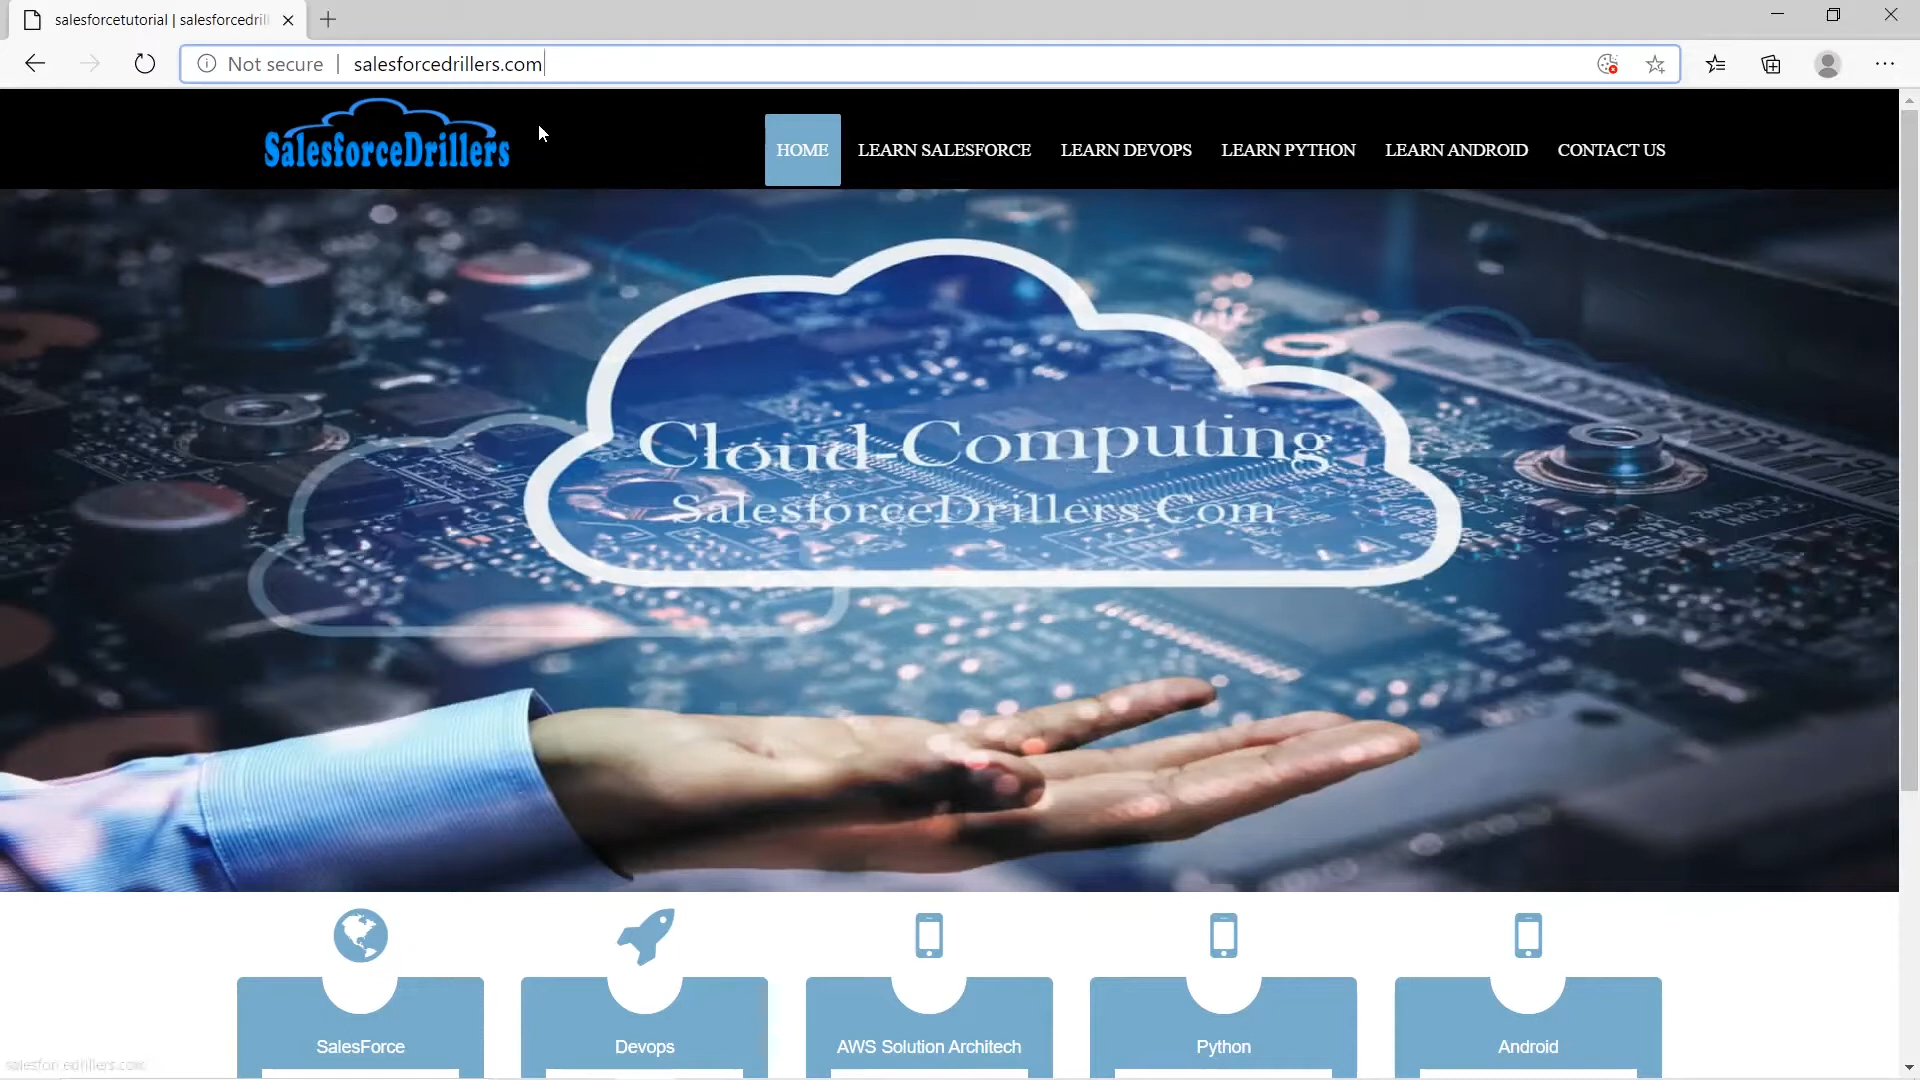 salesforcetutorial | salesforcedrill
Not secure | salesforcedrillers.com
SalesforceDrillers
HOME
LEARN SALESFORCE
LEARN DEVOPS
LEARN PYTHON
LEARN ANDROID
CONTACT US
Cloud-Computing
SalesforceDrillers.Com
SalesForce
Devops
AWS Solution Architech
Python
Android